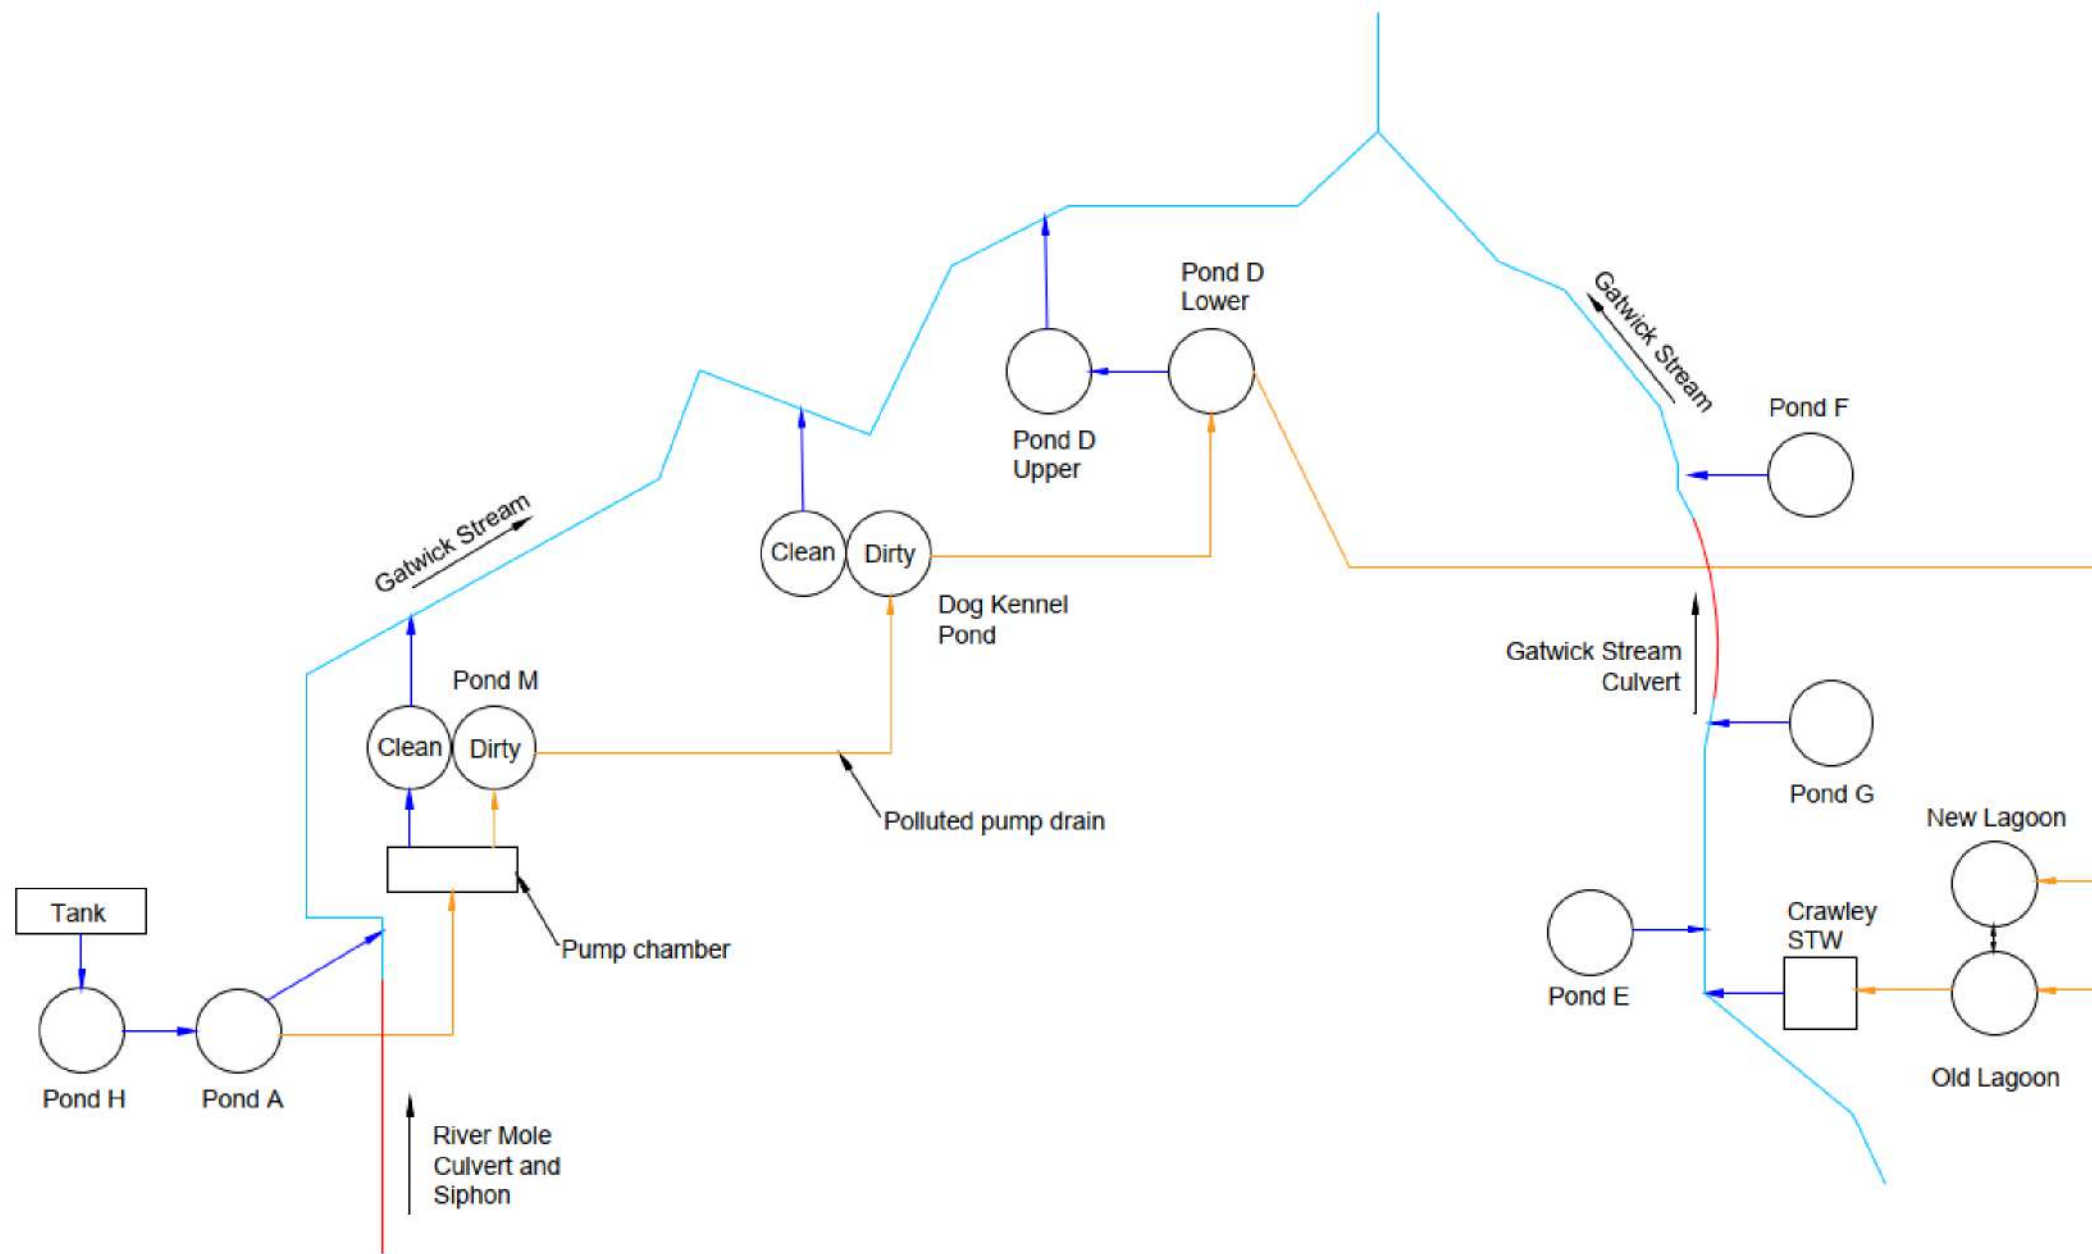 Pond D
Lower
Gatwick Stream
Pond F
Pond D
Upper
Gatwick Stream
Clean
Dirty
Dog Kennel
Pond
Gatwick Stream
Culvert
Pond M
Clean
Dirty
Pond G
Polluted pump drain
New Lagoon
Tank
Crawley
STW
Pump chamber
Pond E
Old Lagoon
Pond H
Pond A
River Mole
Culvert and
Siphon